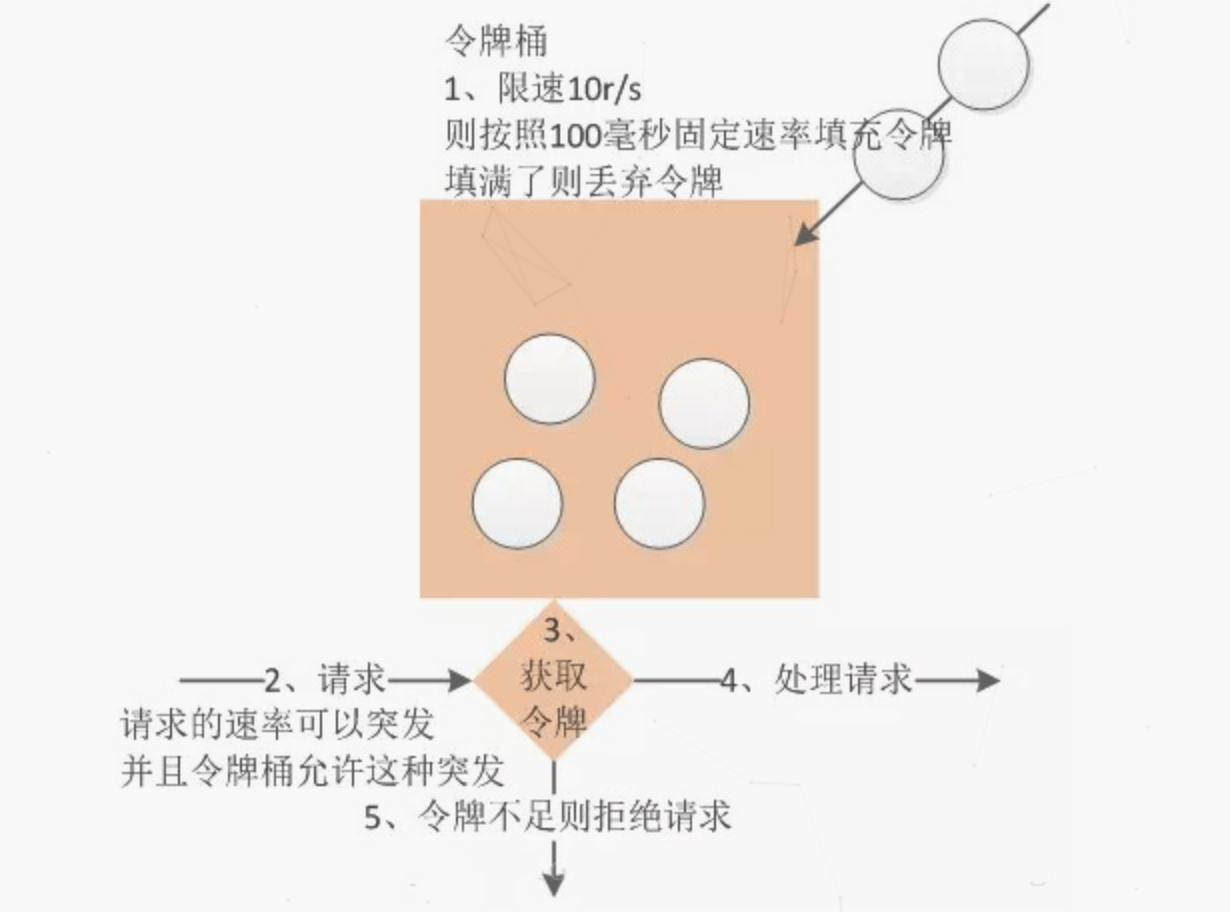 令牌桶
1、限速10r/s
则按照100毫秒固定速率填充令牌
填满了则丢弃令牌
3、
获取
令牌
2、请求
4、处理请求
请求的速率可以突发
并且令牌桶允许这种突发
5、令牌不足则拒绝请求